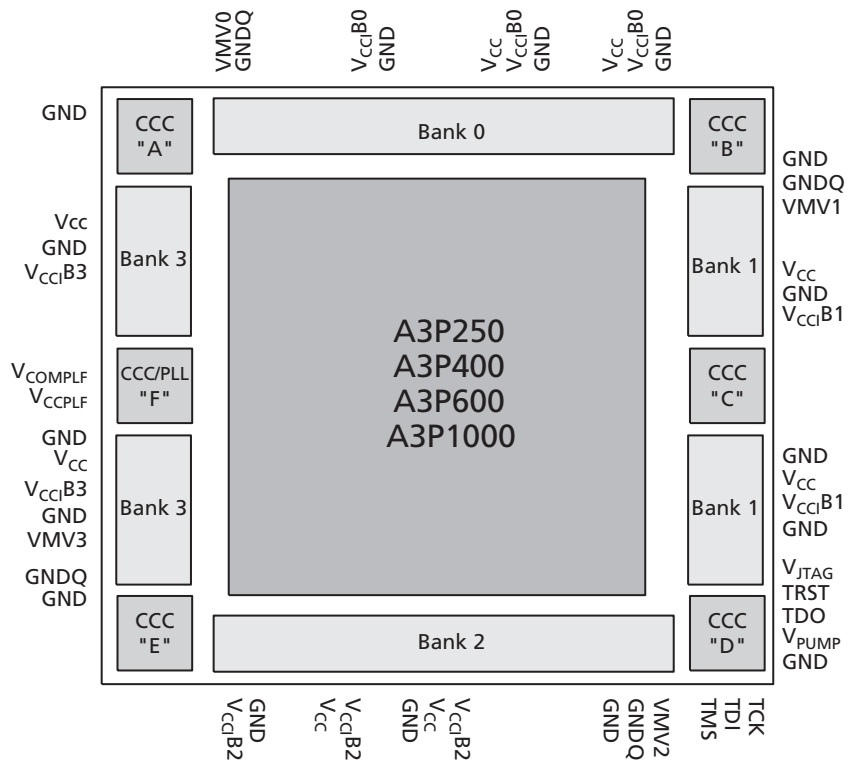 VMV0
GNDQ
VCCIB0
GND
VCC
VCCIB0
GND
VCC
VCCIB0
GND
GND
CCC
"A"
Bank 0
CCC
"B"
GND
GNDQ
VMV1
Vcc
GND
VCCIB3
Bank 3
Bank 1
VCC
GND
VCCIB1
A3P250
A3P400
A3P600
A3P1000
VCOMPLF
VCCPLF
CCC/PLL
"F"
CCC
"C"
GND
VCC
VCCIB3
GND
VMV3
Bank 3
Bank 1
GND
VCC
VCCIB1
GND
GNDQ
GND
CCC
"E"
Bank 2
CCC
"D"
VJTAG
TRST
TDO
VPUMP
GND
VCCIB2
GND
VCC
VCCIB2
GND
VCC
VCCIB2
GND
GNDQ
VMV2
TMS
TDI
TCK